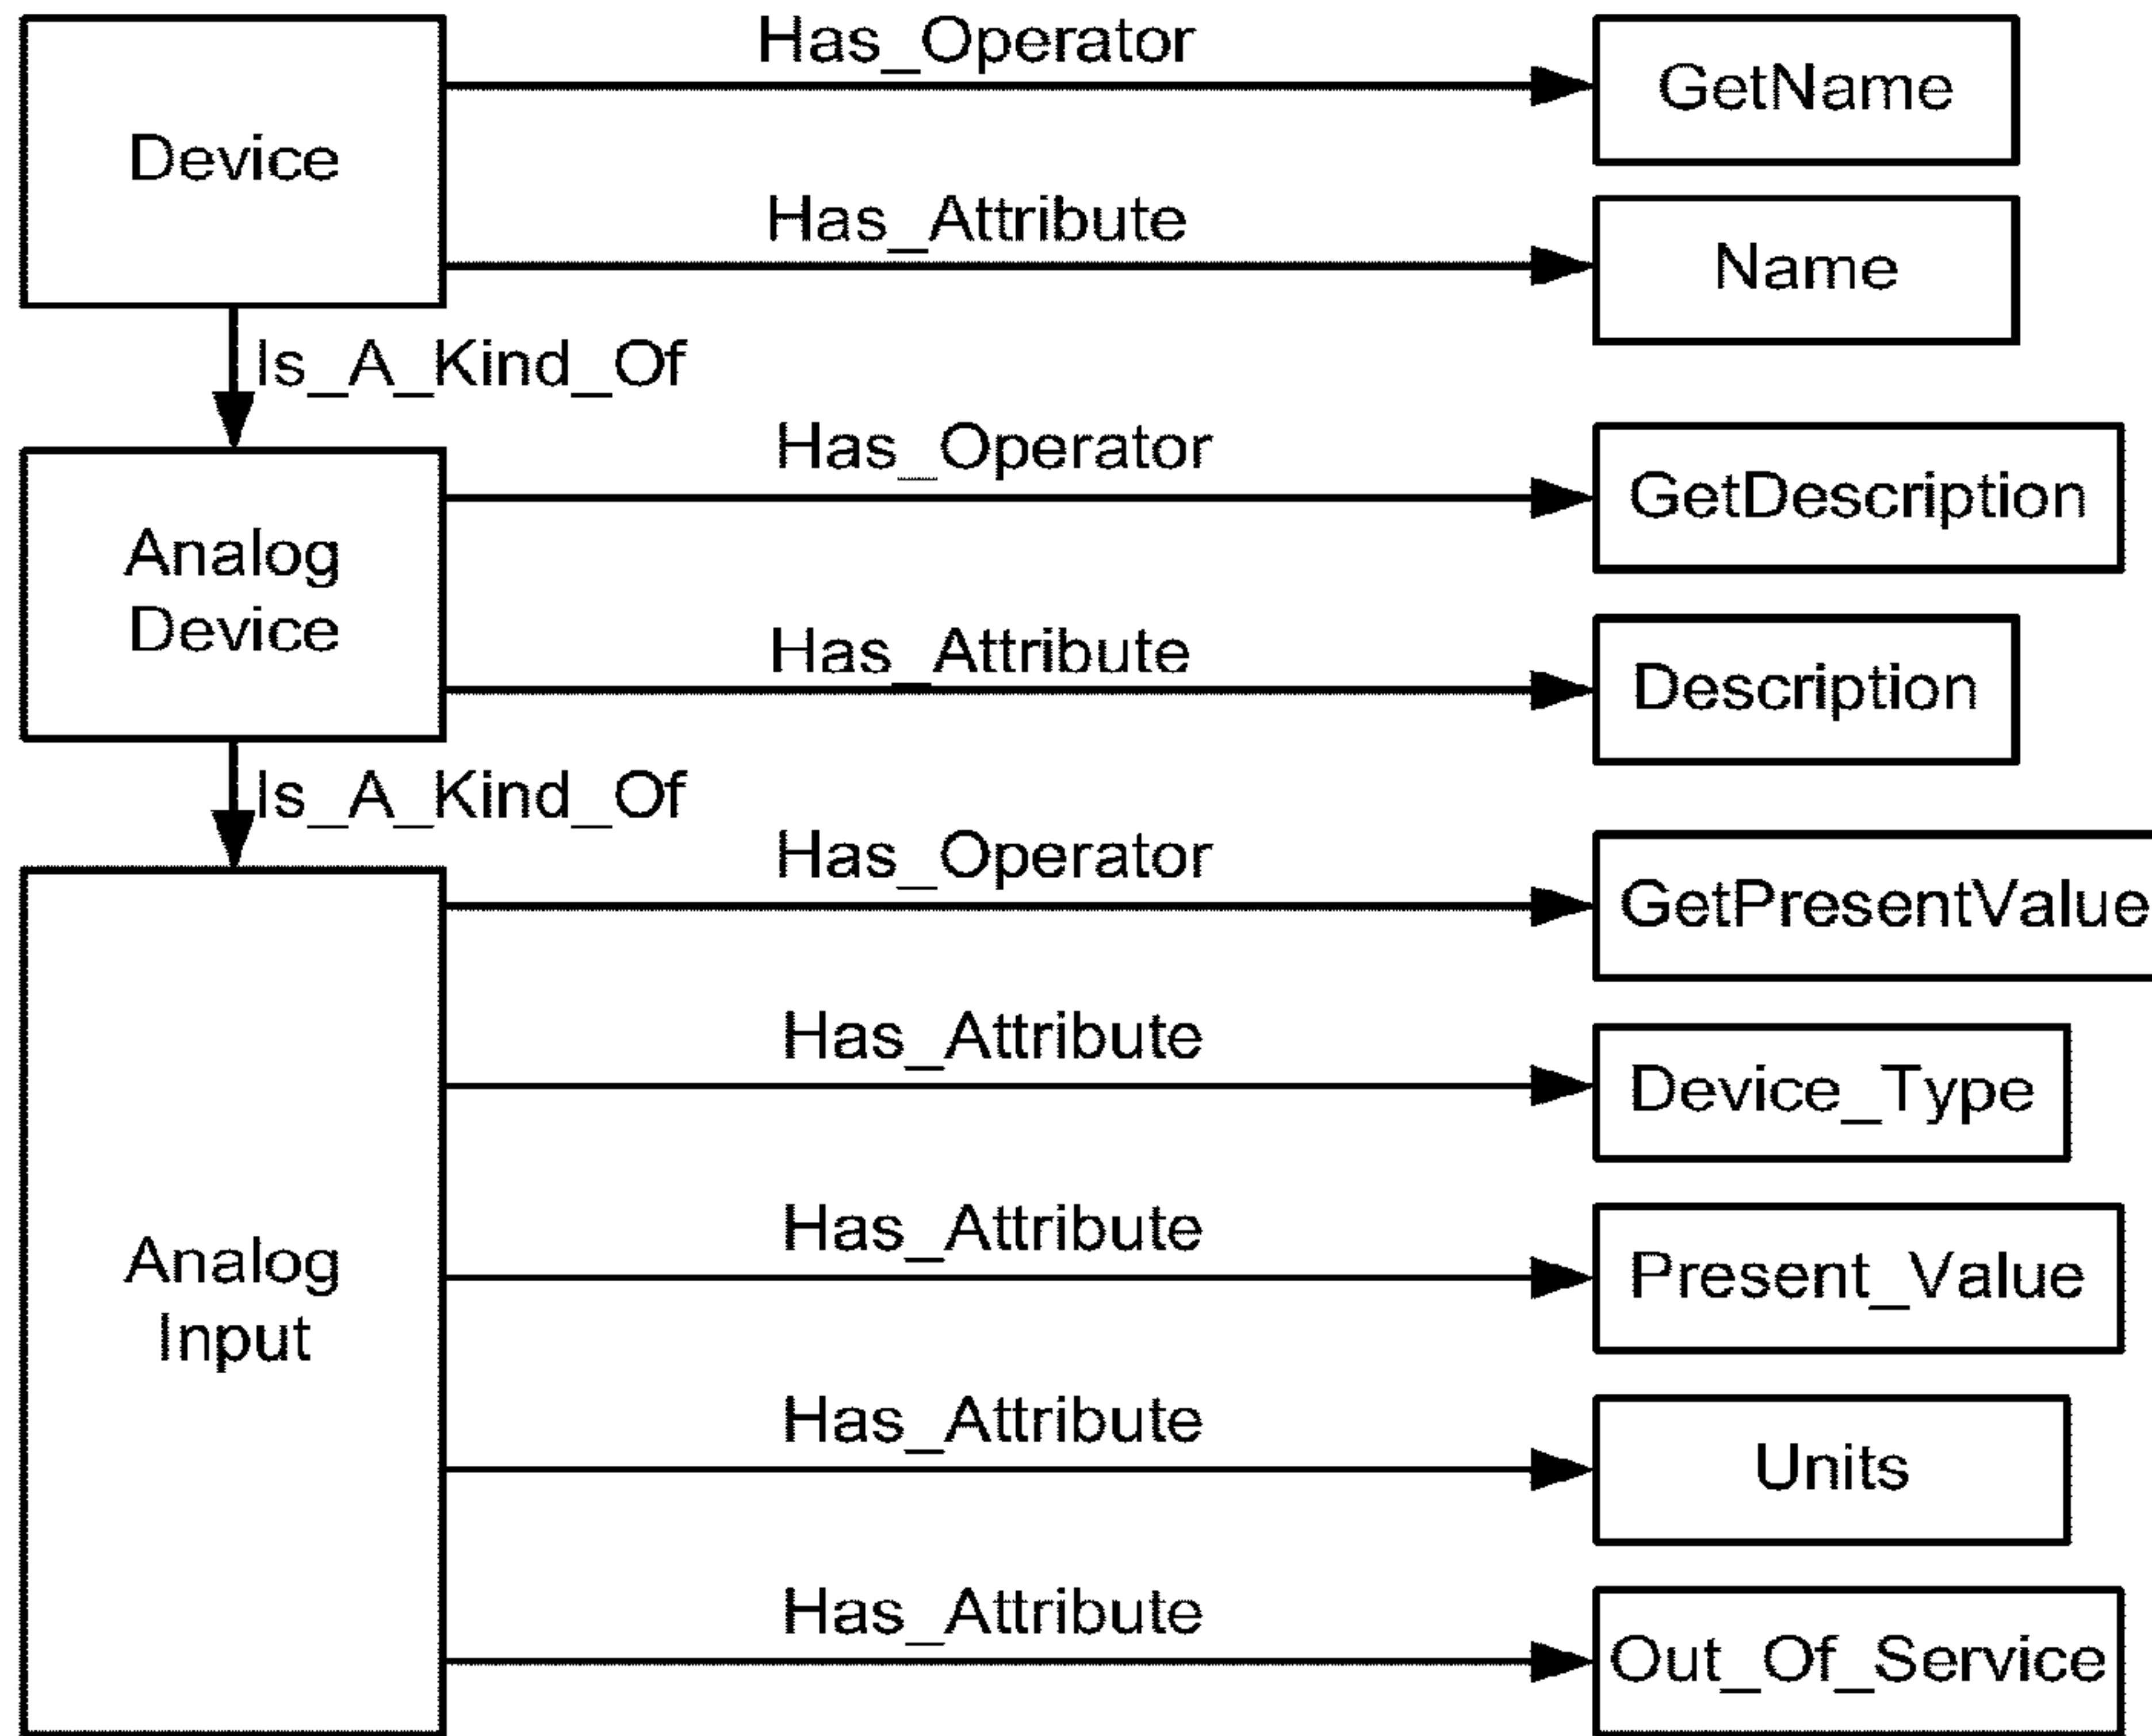 Has_Operator
GetName
Device
Has_Attribute
Name
Is_A_Kind_Of
Has_Operator
GetDescription
Analog
Device
Has_Attribute
Description
Is_A_Kind_Of
Has_Operator
GetPresentValue
Has_Attribute
Device_Type
Has_Attribute
Present_Value
Analog
Input
Has_Attribute
Units
Has_Attribute
Out_Of_Service